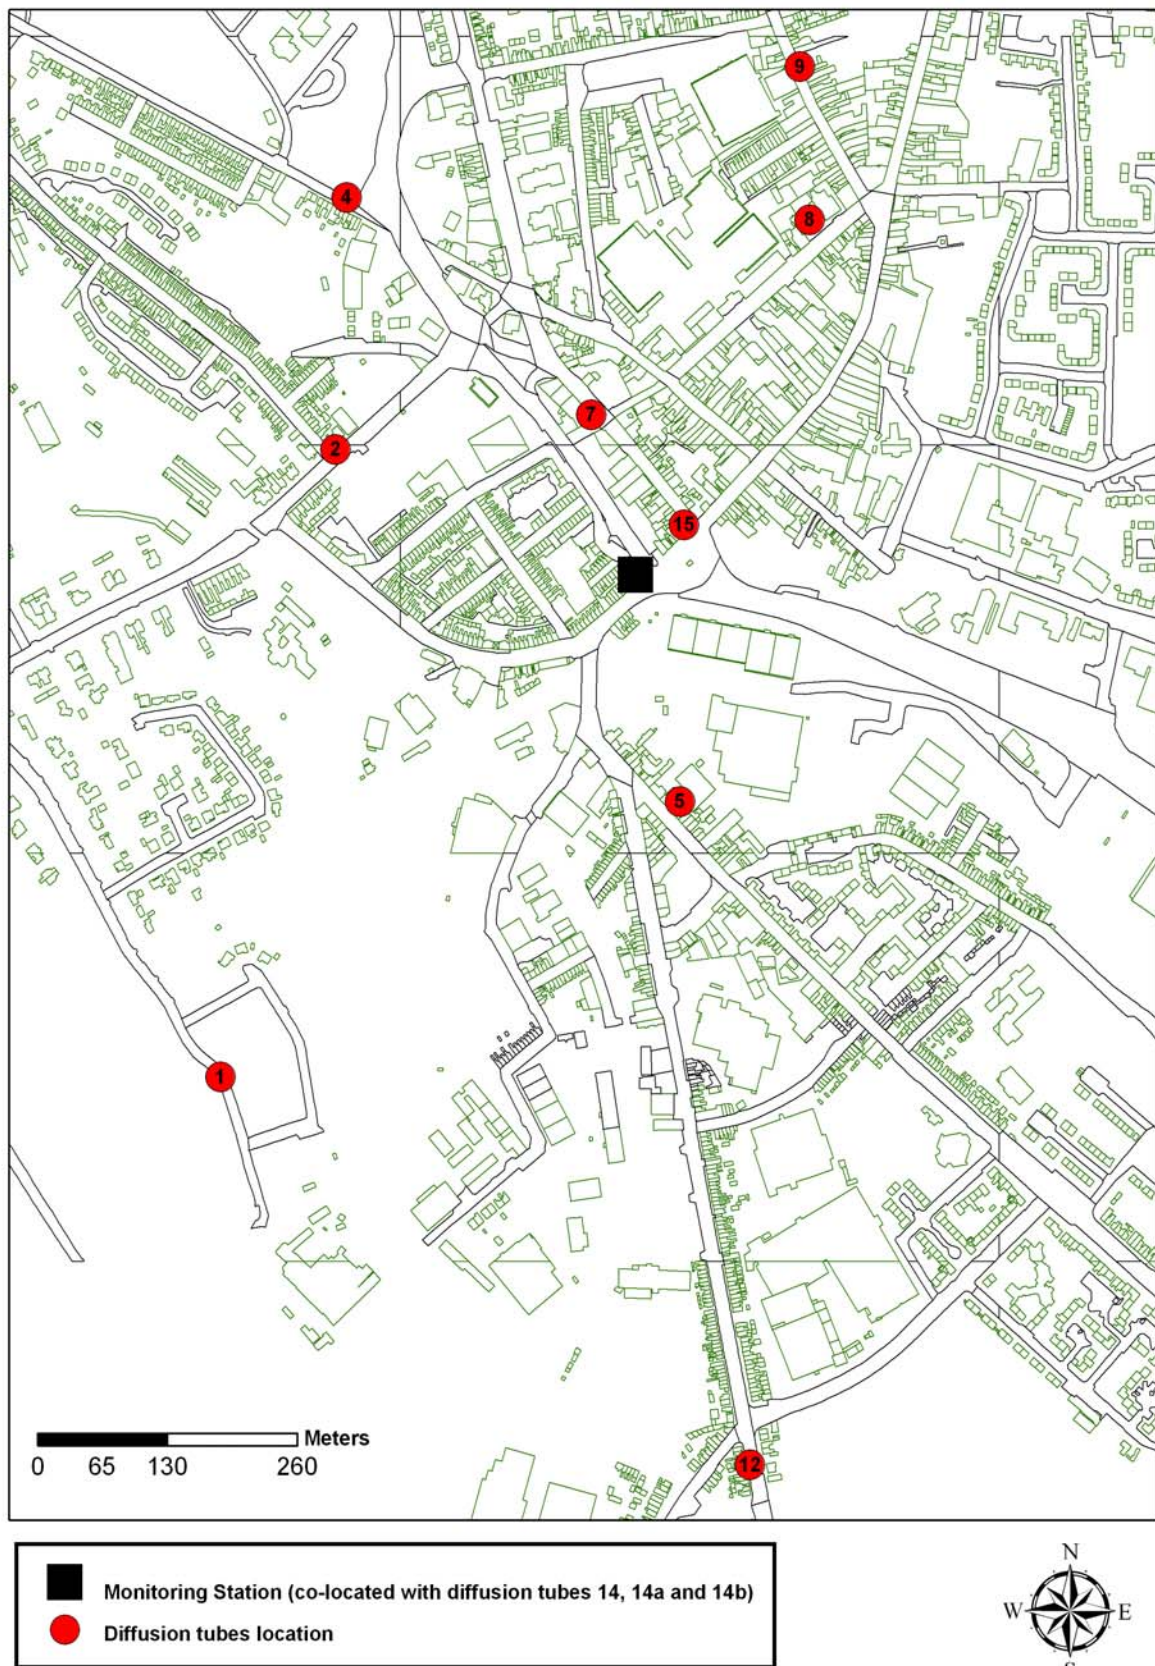 9
4
8
7
2
15
5
1
12
Meters
0 65 130 260
Monitoring Station (co-located with diffusion tubes 14, 14a and 14b)
Diffusion tubes location
N
W E
S